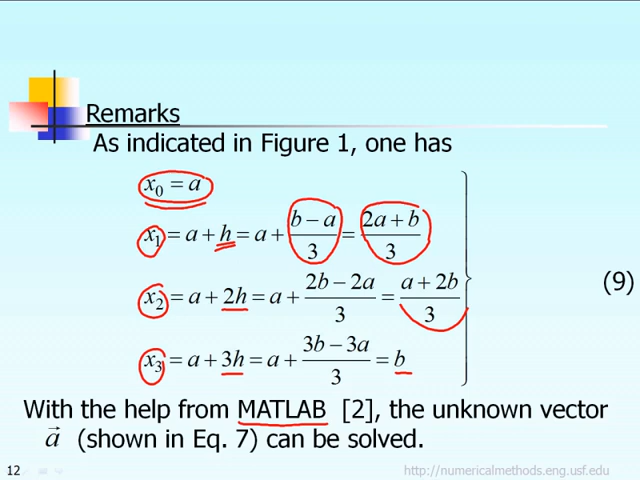 Remarks
As indicated in Figure 1, one has
x₀ = a
x₁ = a + h = a + (b − a)/3 = (2a + b)/3
x₂ = a + 2h = a + (2b − 2a)/3 = (a + 2b)/3
(9)
x₃ = a + 3h = a + (3b − 3a)/3 = b
With the help from MATLAB [2], the unknown vector
a⃗ (shown in Eq. 7) can be solved.
12
http://numericalmethods.eng.usf.edu